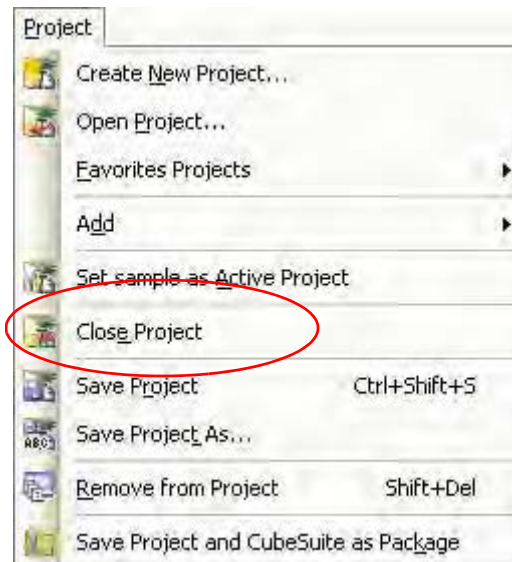 Project
Create New Project...
Open Project...
Favorites Projects
Add
Set sample as Active Project
Close Project
Save Project Ctrl+Shift+S
Save Project As...
Remove from Project Shift+Del
Save Project and CubeSuite as Package